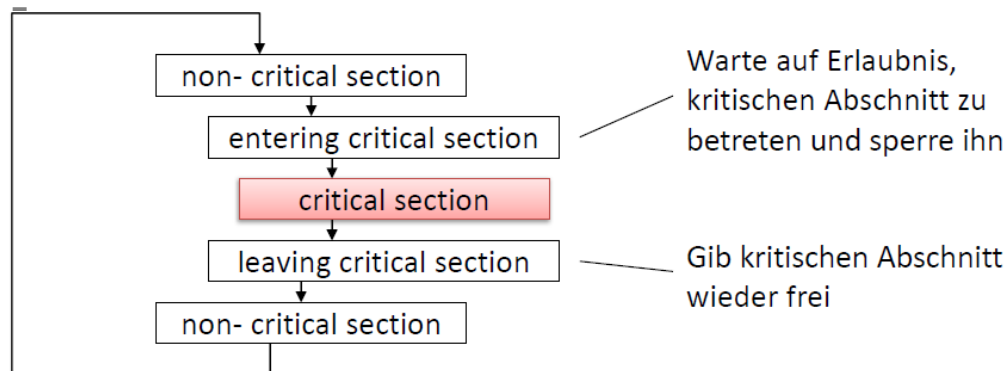 non- critical section
entering critical section
critical section
leaving critical section
non- critical section
Warte auf Erlaubnis,
kritischen Abschnitt zu
betreten und sperre ihn
Gib kritischen Abschnitt
wieder frei